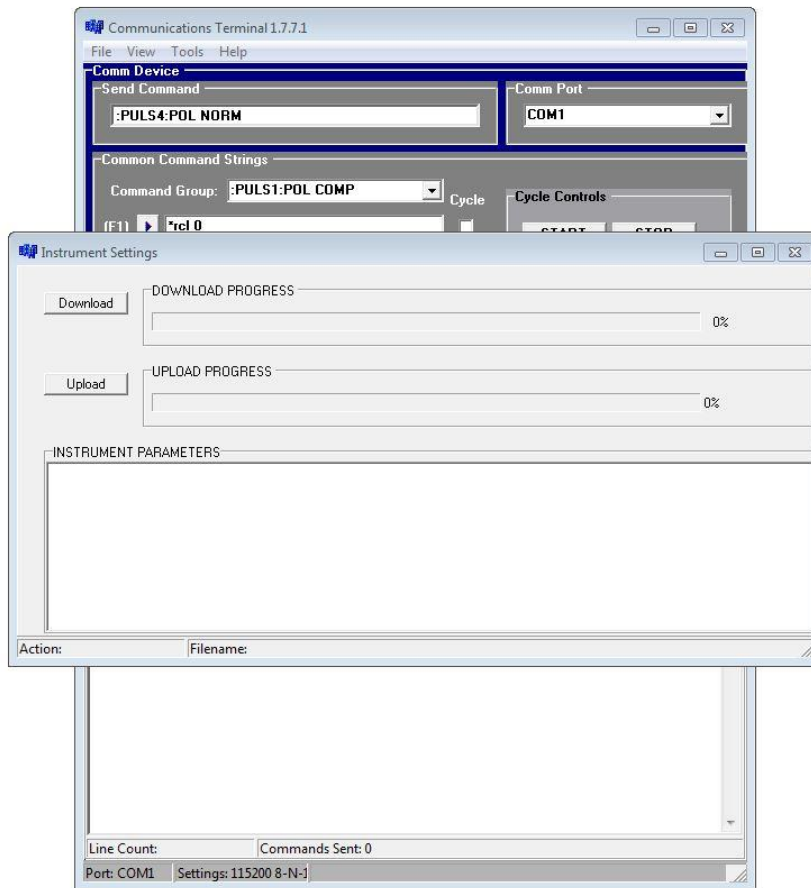 Communications Terminal 1.7.7.1
File View Tools Help
Comm Device
Send Command
Comm Port
:PULS4:POL NORM
COM1
Common Command Strings
Command Group: :PULS1:POL COMP
Cycle
Cycle Controls
(F1) *rcl 0
START STOP
Instrument Settings
Download
DOWNLOAD PROGRESS
0%
Upload
UPLOAD PROGRESS
0%
INSTRUMENT PARAMETERS
Action: Filename:
Line Count: Commands Sent: 0
Port: COM1 Settings: 115200 8-N-1